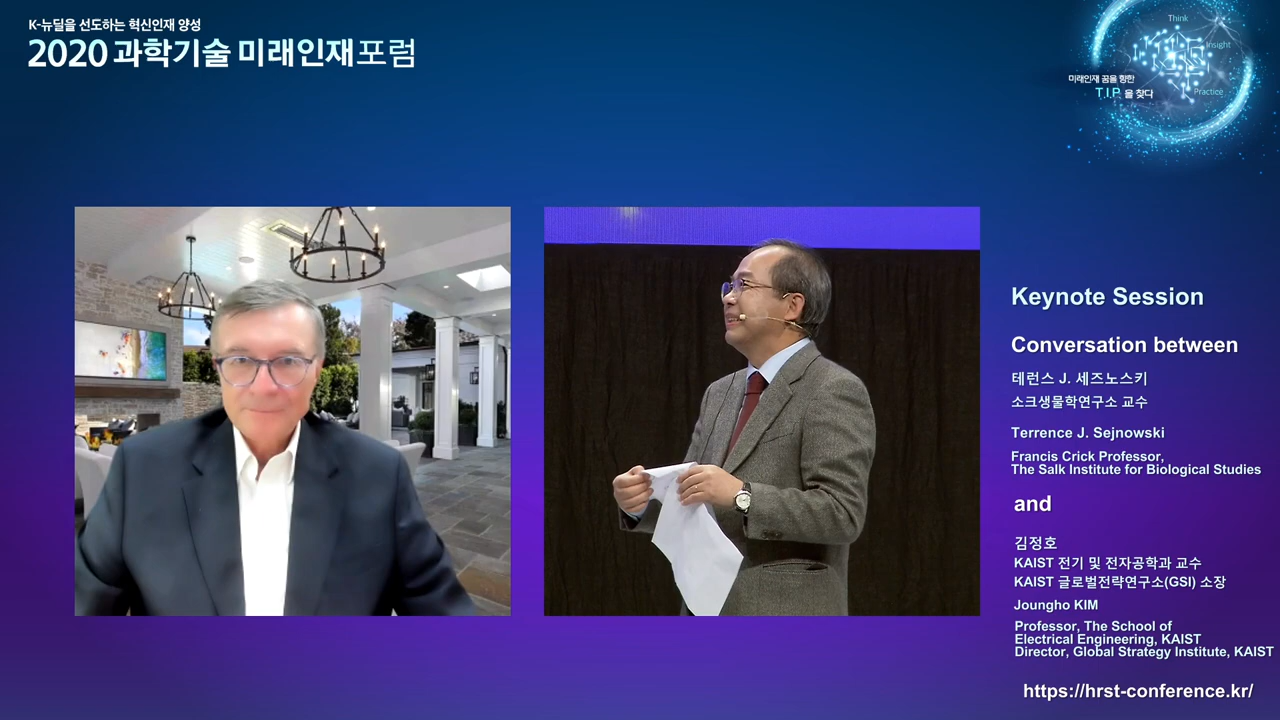 K-뉴딜을 선도하는 혁신인재 양성
2020 과학기술 미래인재포럼
Think
Insight
Practice
미래인재 꿈을 향한
T.I.P 을 찾다
Keynote Session
Conversation between
테런스 J. 세즈노스키
소크생물학연구소 교수
Terrence J. Sejnowski
Francis Crick Professor,
The Salk Institute for Biological Studies
and
김정호
KAIST 전기 및 전자공학과 교수
KAIST 글로벌전략연구소(GSI) 소장
Joungho KIM
Professor, The School of
Electrical Engineering, KAIST
Director, Global Strategy Institute, KAIST
https://hrst-conference.kr/